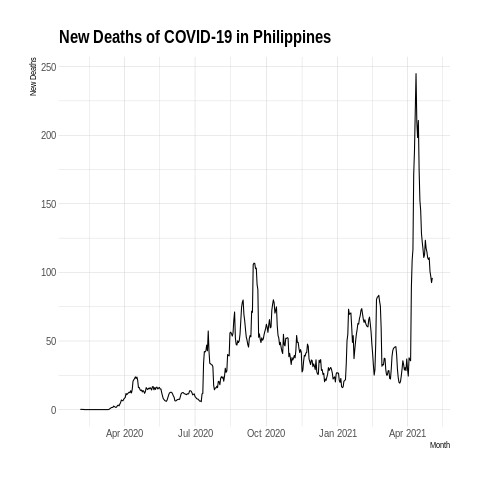 New Deaths of COVID-19 in Philippines
New Deaths
250
200
150
100
50
0
Apr 2020
Jul 2020
Oct 2020
Jan 2021
Apr 2021
Month